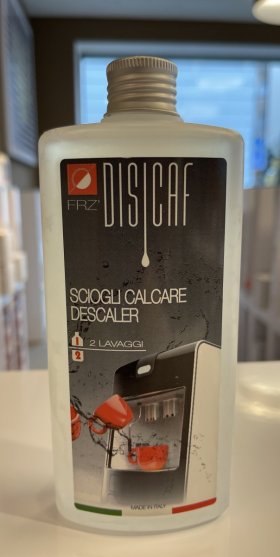 DISICAF
FRZ'
SCIOGLI CALCARE
DESCALER
1 2 LAVAGGI
2
MADE IN ITALY